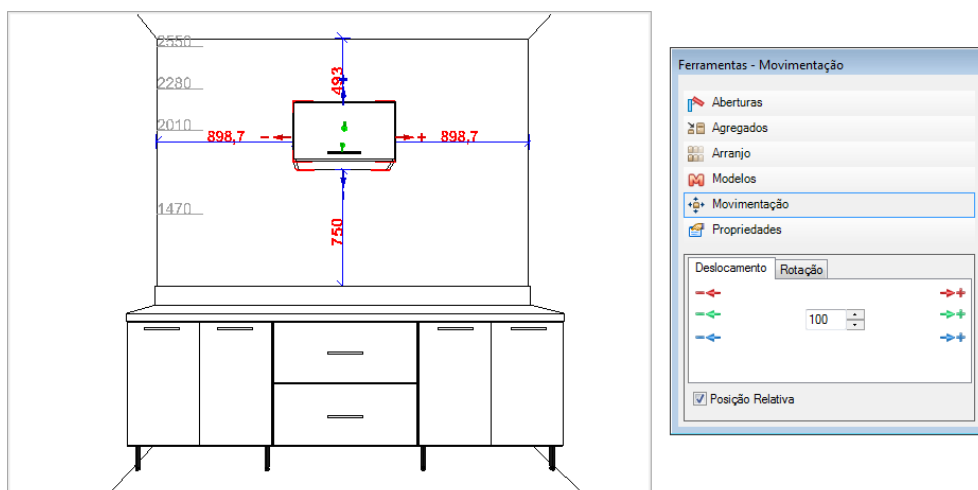 2550
493
2280
2010
898,7
- +
898,7
1470
750
Ferramentas - Movimentação
Aberturas
Agregados
Arranjo
Modelos
Movimentação
Propriedades
Deslocamento Rotação
- +
- 100 +
- +
Posição Relativa